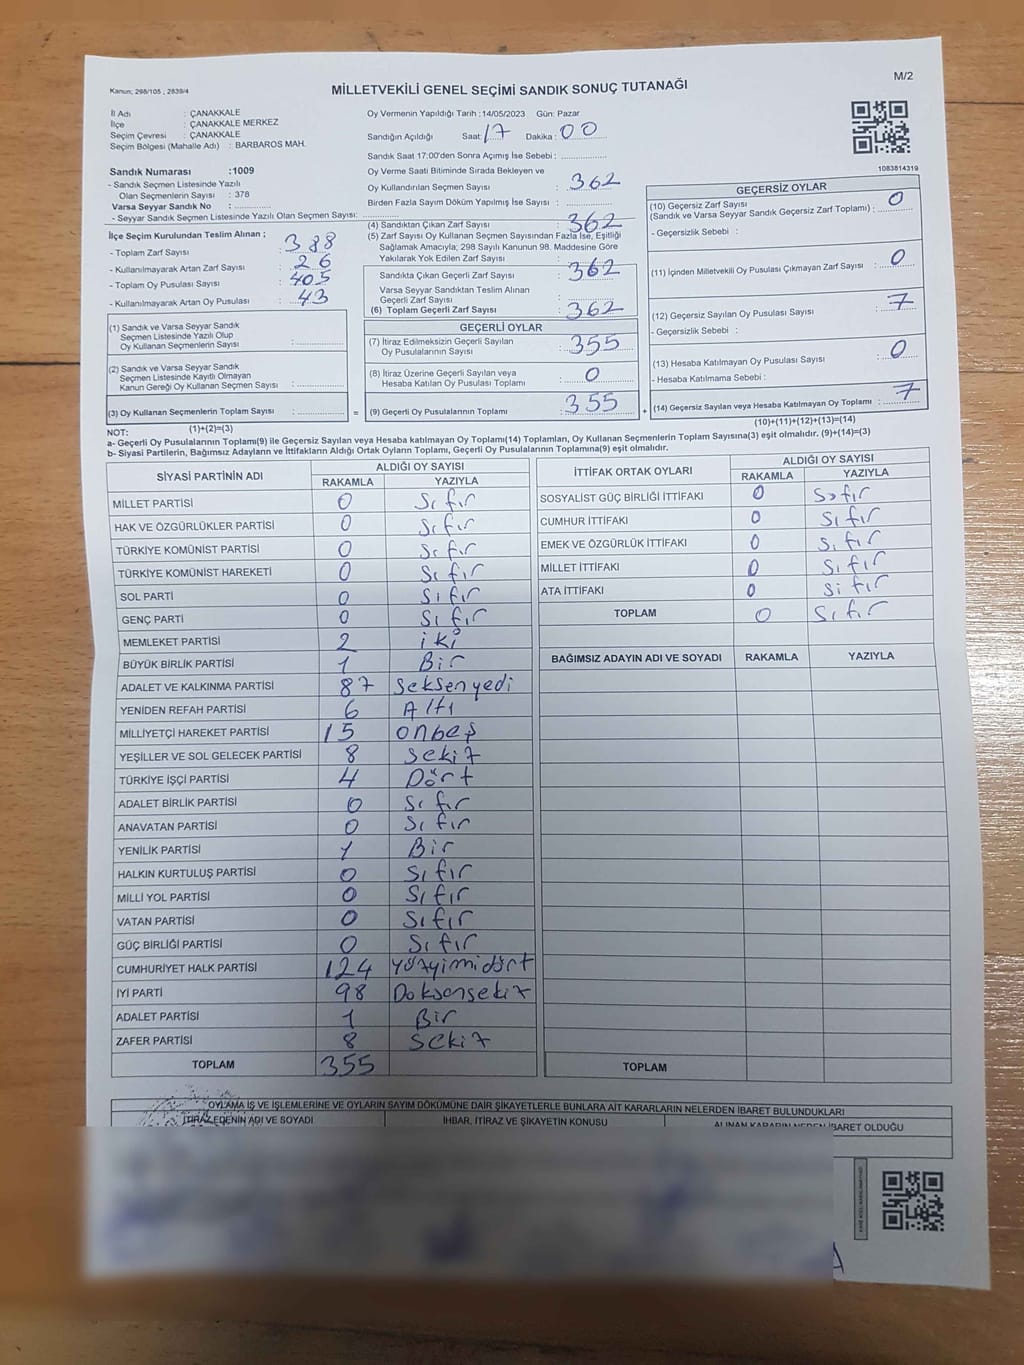 Kanun; 298/105 , 2839/4
MİLLETVEKİLİ GENEL SEÇİMİ SANDIK SONUÇ TUTANAĞI
M/2
İl Adı : ÇANAKKALE
İlçe : ÇANAKKALE MERKEZ
Seçim Çevresi : ÇANAKKALE
Seçim Bölgesi (Mahalle Adı) : BARBAROS MAH.
Sandık Numarası :1009
- Sandık Seçmen Listesinde Yazılı
Olan Seçmenlerin Sayısı : 378
Varsa Seyyar Sandık No :
- Seyyar Sandık Seçmen Listesinde Yazılı Olan Seçmen Sayısı:
İlçe Seçim Kurulundan Teslim Alınan ;
- Toplam Zarf Sayısı : 388
- Kullanılmayarak Artan Zarf Sayısı : 26
- Toplam Oy Pusulası Sayısı : 405
- Kullanılmayarak Artan Oy Pusulası : 43
(1) Sandık ve Varsa Seyyar Sandık
Seçmen Listesinde Yazılı Olup
Oy Kullanan Seçmenlerin Sayısı :
(2) Sandık ve Varsa Seyyar Sandık
Seçmen Listesinde Kayıtlı Olmayan
Kanun Gereği Oy Kullanan Seçmen Sayısı :
(3) Oy Kullanan Seçmenlerin Toplam Sayısı : =
(1)+(2)=(3)
Oy Vermenin Yapıldığı Tarih :14/05/2023 Gün: Pazar
Sandığın Açıldığı Saat: 17 Dakika : 00
Sandık Saat 17:00'den Sonra Açımış İse Sebebi :
Oy Verme Saati Bitiminde Sırada Bekleyen ve
Oy Kullandırılan Seçmen Sayısı : 362
Birden Fazla Sayım Döküm Yapılmış İse Sayısı :
(4) Sandıktan Çıkan Zarf Sayısı : 362
(5) Zarf Sayısı Oy Kullanan Seçmen Sayısından Fazla İse, Eşitliği
Sağlamak Amacıyla; 298 Sayılı Kanunun 98. Maddesine Göre
Yakılarak Yok Edilen Zarf Sayısı :
Sandıkta Çıkan Geçerli Zarf Sayısı : 362
Varsa Seyyar Sandıktan Teslim Alınan
Geçerli Zarf Sayısı :
(6) Toplam Geçerli Zarf Sayısı : 362
GEÇERLİ OYLAR
(7) İtiraz Edilmeksizin Geçerli Sayılan
Oy Pusulalarının Sayısı : 355
(8) İtiraz Üzerine Geçerli Sayılan veya
Hesaba Katılan Oy Pusulası Toplamı : 0
(9) Geçerli Oy Pusulalarının Toplamı : 355 +
1083814319
GEÇERSİZ OYLAR
(10) Geçersiz Zarf Sayısı
(Sandık ve Varsa Seyyar Sandık Geçersiz Zarf Toplamı) : 0
- Geçersizlik Sebebi :
(11) İçinden Milletvekili Oy Pusulası Çıkmayan Zarf Sayısı : 0
(12) Geçersiz Sayılan Oy Pusulası Sayısı : 7
- Geçersizlik Sebebi :
(13) Hesaba Katılmayan Oy Pusulası Sayısı : 0
- Hesaba Katılmama Sebebi :
(14) Geçersiz Sayılan veya Hesaba Katılmayan Oy Toplamı : 7
(10)+(11)+(12)+(13)=(14)
NOT:
a- Geçerli Oy Pusulalarının Toplamı(9) ile Geçersiz Sayılan veya Hesaba katılmayan Oy Toplamı(14) Toplamları, Oy Kullanan Seçmenlerin Toplam Sayısına(3) eşit olmalıdır. (9)+(14)=(3)
b- Siyasi Partilerin, Bağımsız Adayların ve İttifakların Aldığı Ortak Oyların Toplamı, Geçerli Oy Pusulalarının Toplamına(9) eşit olmalıdır.
SİYASİ PARTİNİN ADI ALDIĞI OY SAYISI
RAKAMLA YAZIYLA
MİLLET PARTİSİ 0 Sıfır
HAK VE ÖZGÜRLÜKLER PARTİSİ 0 Sıfır
TÜRKİYE KOMÜNİST PARTİSİ 0 Sıfır
TÜRKİYE KOMÜNİST HAREKETİ 0 Sıfır
SOL PARTİ 0 Sıfır
GENÇ PARTİ 0 Sıfır
MEMLEKET PARTİSİ 2 iki
BÜYÜK BİRLİK PARTİSİ 1 Bir
ADALET VE KALKINMA PARTİSİ 87 Seksenyedi
YENİDEN REFAH PARTİSİ 6 Altı
MİLLİYETÇİ HAREKET PARTİSİ 15 onbeş
YEŞİLLER VE SOL GELECEK PARTİSİ 8 Sekiz
TÜRKİYE İŞÇİ PARTİSİ 4 Dört
ADALET BİRLİK PARTİSİ 0 Sıfır
ANAVATAN PARTİSİ 0 Sıfır
YENİLİK PARTİSİ 1 Bir
HALKIN KURTULUŞ PARTİSİ 0 Sıfır
MİLLİ YOL PARTİSİ 0 Sıfır
VATAN PARTİSİ 0 Sıfır
GÜÇ BİRLİĞİ PARTİSİ 0 Sıfır
CUMHURİYET HALK PARTİSİ 124 Yüzyirmidört
İYİ PARTİ 98 Doksansekiz
ADALET PARTİSİ 1 Bir
ZAFER PARTİSİ 8 Sekiz
TOPLAM 355
İTTİFAK ORTAK OYLARI ALDIĞI OY SAYISI
RAKAMLA YAZIYLA
SOSYALİST GÜÇ BİRLİĞİ İTTİFAKI 0 Sıfır
CUMHUR İTTİFAKI 0 Sıfır
EMEK VE ÖZGÜRLÜK İTTİFAKI 0 Sıfır
MİLLET İTTİFAKI 0 Sıfır
ATA İTTİFAKI 0 Sıfır
TOPLAM 0 Sıfır
BAĞIMSIZ ADAYIN ADI VE SOYADI RAKAMLA YAZIYLA
TOPLAM
OYLAMA İŞ VE İŞLEMLERİNE VE OYLARIN SAYIM DÖKÜMÜNE DAİR ŞİKAYETLERLE BUNLARA AİT KARARLARIN NELERDEN İBARET BULUNDUKLARI
İTİRAZ EDENİN ADI VE SOYADI İHBAR, İTİRAZ VE ŞİKAYETİN KONUSU ALINAN KARARIN NEDEN İBARET OLDUĞU